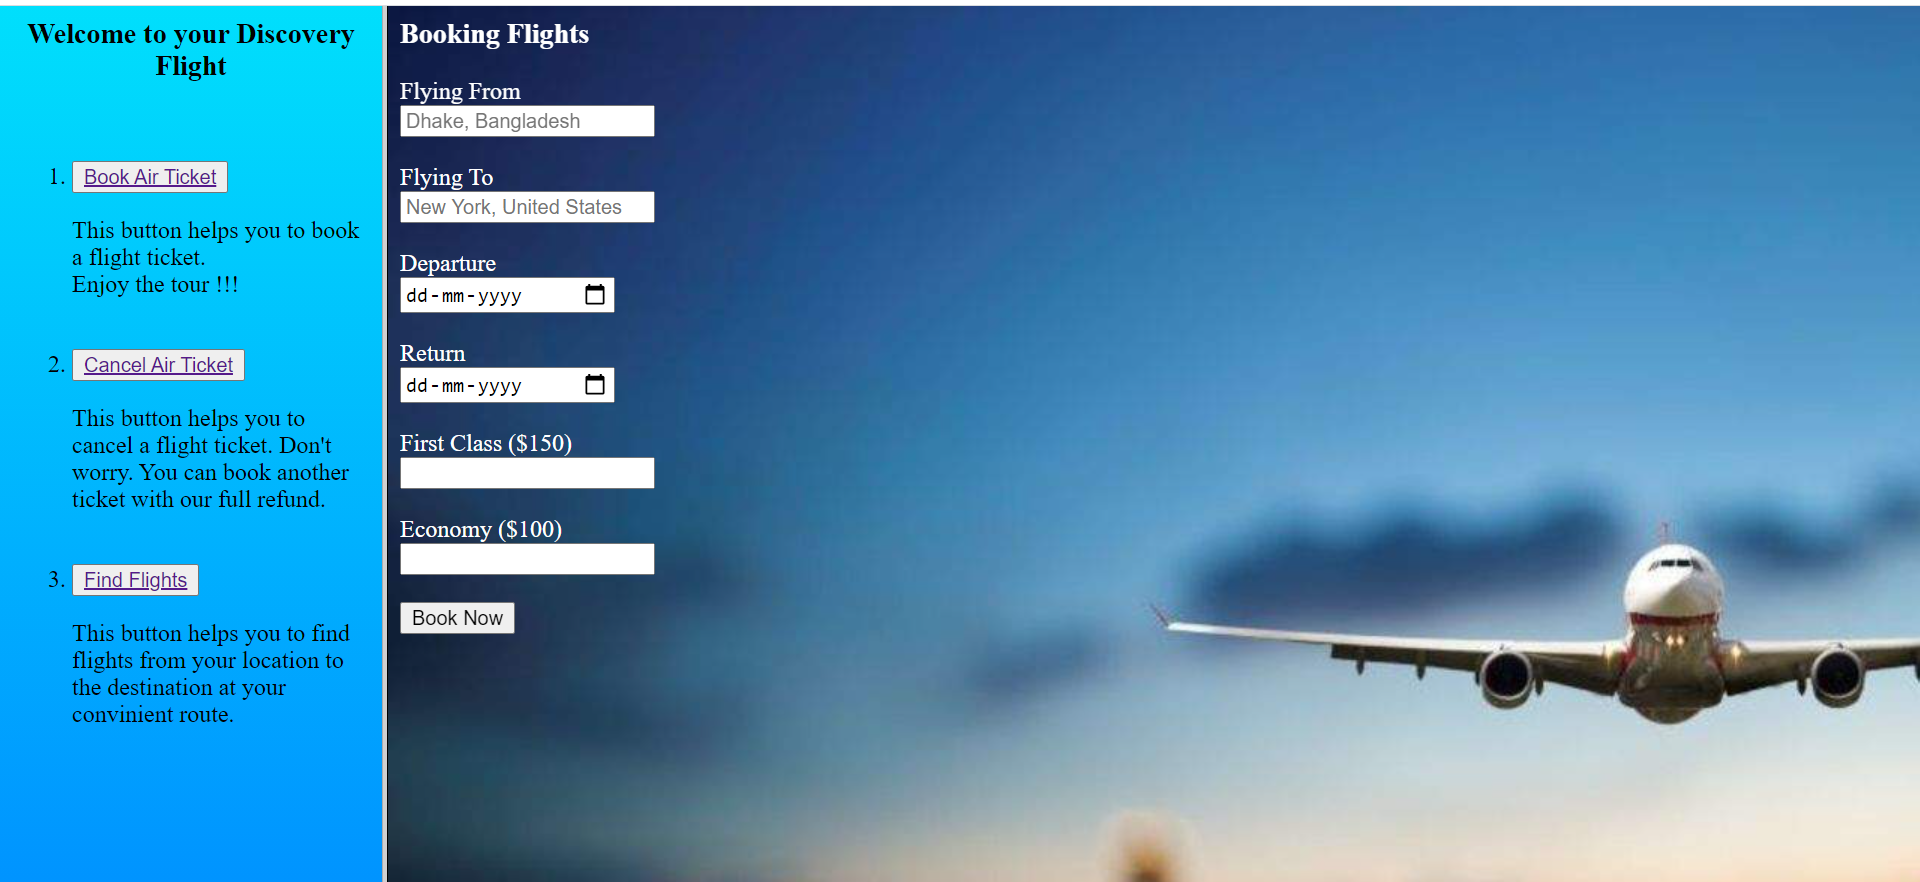 Welcome to your Discovery
Flight
1. Book Air Ticket
This button helps you to book
a flight ticket.
Enjoy the tour !!!
2. Cancel Air Ticket
This button helps you to
cancel a flight ticket. Don't
worry. You can book another
ticket with our full refund.
3. Find Flights
This button helps you to find
flights from your location to
the destination at your
convinient route.
Booking Flights
Flying From
Dhake, Bangladesh
Flying To
New York, United States
Departure
dd-mm-yyyy
Return
dd-mm-yyyy
First Class ($150)
Economy ($100)
Book Now